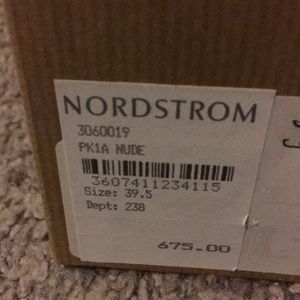 NORDSTROM
3060019
PK1A NUDE
3607411234115
Size: 39.5
Dept: 238
675.00